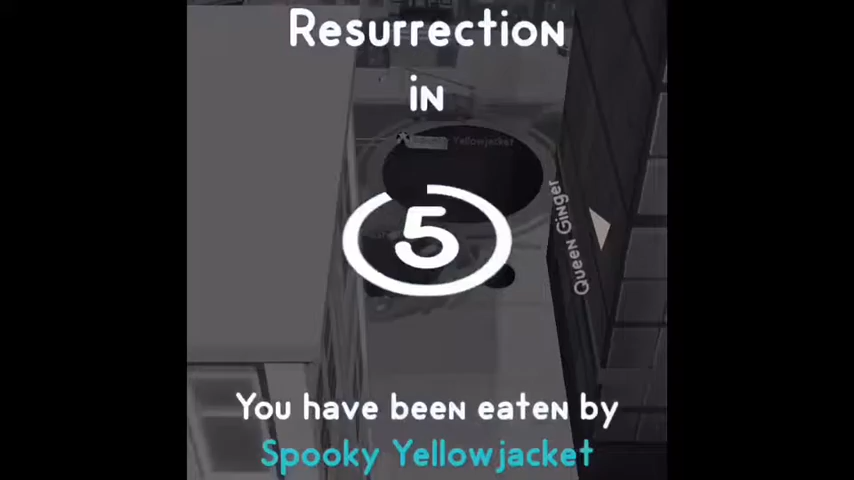 Resurrection
in
Yellowjacket
5
Queen Ginger
You have been eaten by
Spooky Yellowjacket